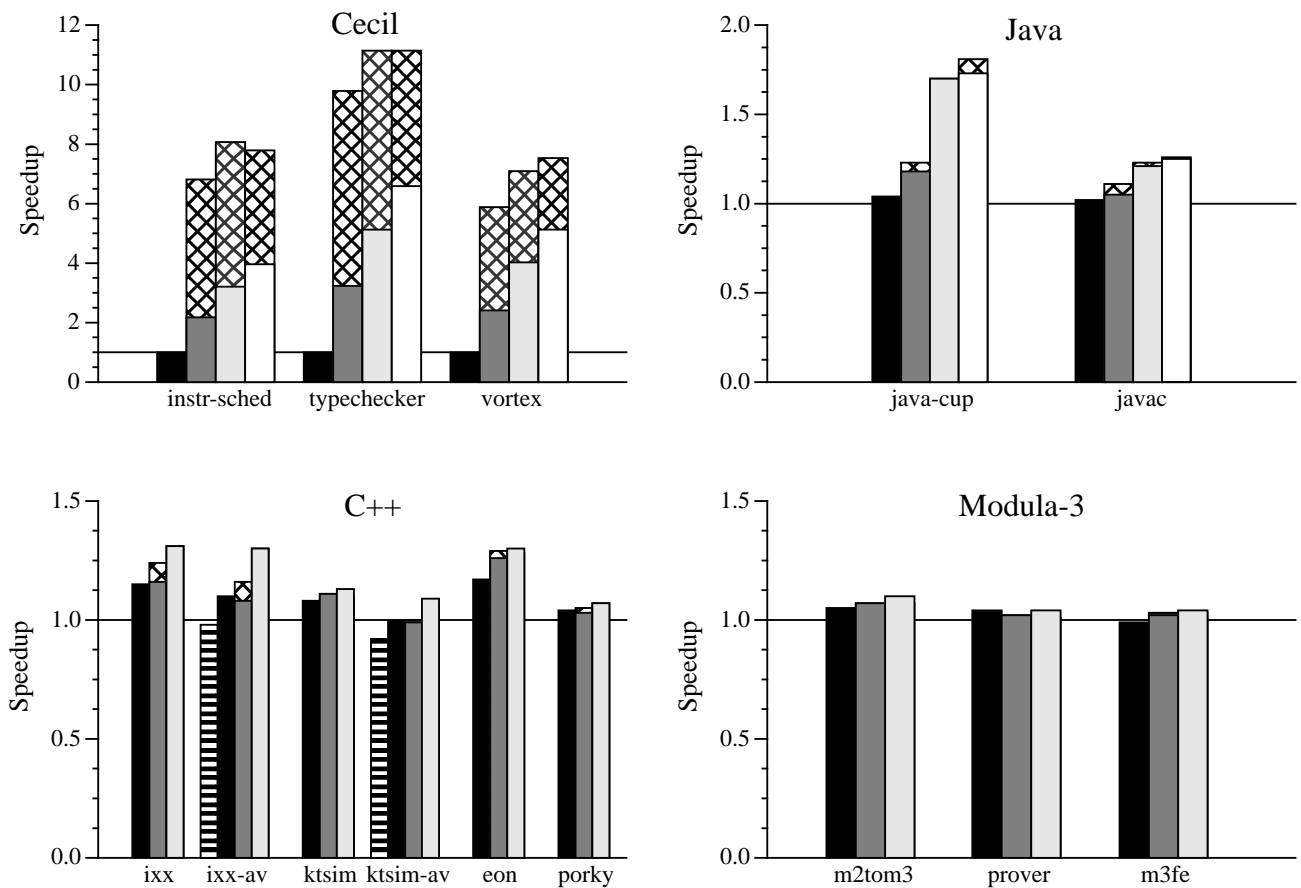 Cecil
Speedup
12
10
8
6
4
2
0
instr-sched typechecker vortex
Java
Speedup
2.0
1.5
1.0
0.5
0.0
java-cup javac
C++
Speedup
1.5
1.0
0.5
0.0
ixx ixx-av ktsim ktsim-av eon porky
Modula-3
Speedup
1.5
1.0
0.5
0.0
m2tom3 prover m3fe